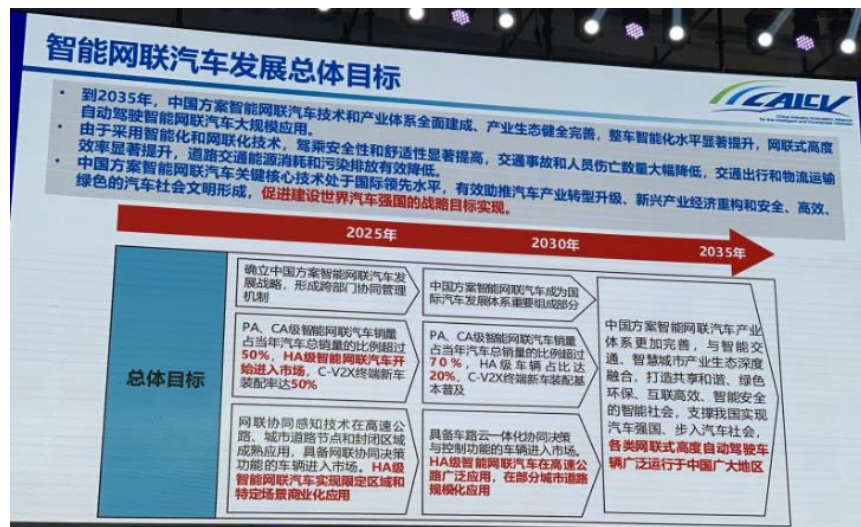 智能网联汽车发展总体目标
CAICV
China Industry Innovation Alliance
for the Intelligent and Connected Vehicles
• 到2035年，中国方案智能网联汽车技术和产业体系全面建成、产业生态健全完善，整车智能化水平显著提升，网联式高度
自动驾驶智能网联汽车大规模应用。
• 由于采用智能化和网联化技术，驾乘安全性和舒适性显著提高，交通事故和人员伤亡数量大幅降低，交通出行和物流运输
效率显著提升，道路交通能源消耗和污染排放有效降低。
• 中国方案智能网联汽车关键核心技术处于国际领先水平，有效助推汽车产业转型升级、新兴产业经济重构和安全、高效、
绿色的汽车社会文明形成，促进建设世界汽车强国的战略目标实现。
2025年
2030年
2035年
总体目标
确立中国方案智能网联汽车发
展战略，形成跨部门协同管理
机制
PA、CA级智能网联汽车销量
占当年汽车总销量的比例超过
50%，HA级智能网联汽车开
始进入市场，C-V2X终端新车
装配率达50%
网联协同感知技术在高速公
路、城市道路节点和封闭区域
成熟应用，具备网联协同决策
功能的车辆进入市场。HA级
智能网联汽车实现限定区域和
特定场景商业化应用
中国方案智能网联汽车成为国
际汽车发展体系重要组成部分
PA、CA级智能网联汽车销量
占当年汽车总销量的比例超过
70%，HA级车辆占比达
20%，C-V2X终端新车装配基
本普及
具备车路云一体化协同决策
与控制功能的车辆进入市场。
HA级智能网联汽车在高速公
路广泛应用，在部分城市道路
规模化应用
中国方案智能网联汽车产业
体系更加完善，与智能交
通、智慧城市产业生态深度
融合，打造共享和谐、绿色
环保、互联高效、智能安全
的智能社会，支撑我国实现
汽车强国、步入汽车社会，
各类网联式高度自动驾驶车
辆广泛运行于中国广大地区